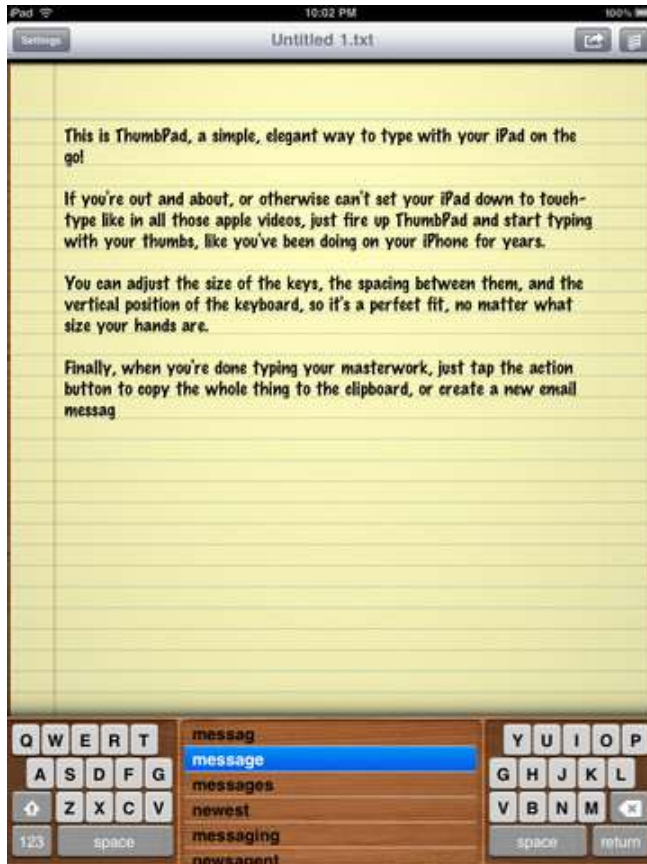 iPad 10:02 PM 100%
Settings Untitled 1.txt
This is ThumbPad, a simple, elegant way to type with your iPad on the
go!
If you're out and about, or otherwise can't set your iPad down to touch-
type like in all those apple videos, just fire up ThumbPad and start typing
with your thumbs, like you've been doing on your iPhone for years.
You can adjust the size of the keys, the spacing between them, and the
vertical position of the keyboard, so it's a perfect fit, no matter what
size your hands are.
Finally, when you're done typing your masterwork, just tap the action
button to copy the whole thing to the clipboard, or create a new email
messag
Q W E R T
A S D F G
Z X C V
123 space
messag
message
messages
newest
messaging
newsagent
Y U I O P
G H J K L
V B N M
space return